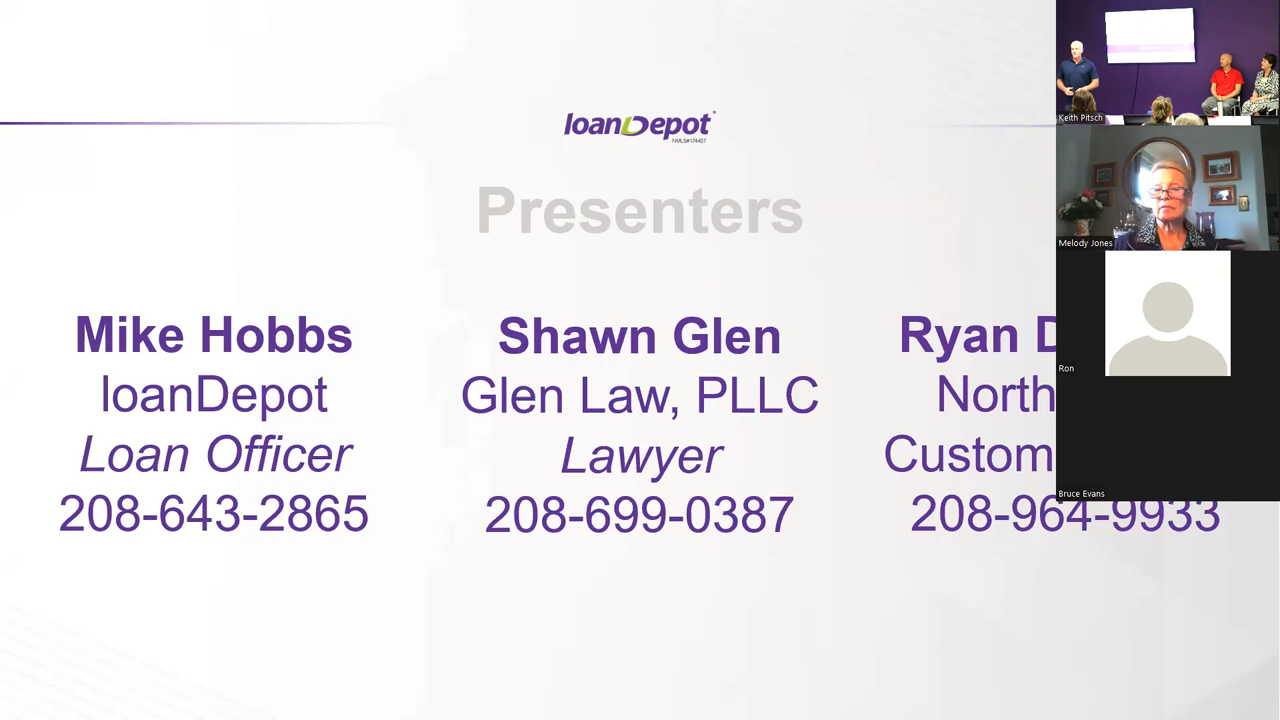 loanDepot
NMLS#174457
Presenters
Mike Hobbs
loanDepot
Loan Officer
208-643-2865
Shawn Glen
Glen Law, PLLC
Lawyer
208-699-0387
Ryan
North
Custom
208-964-9933
Keith Pitsch
Melody Jones
Ron
Bruce Evans